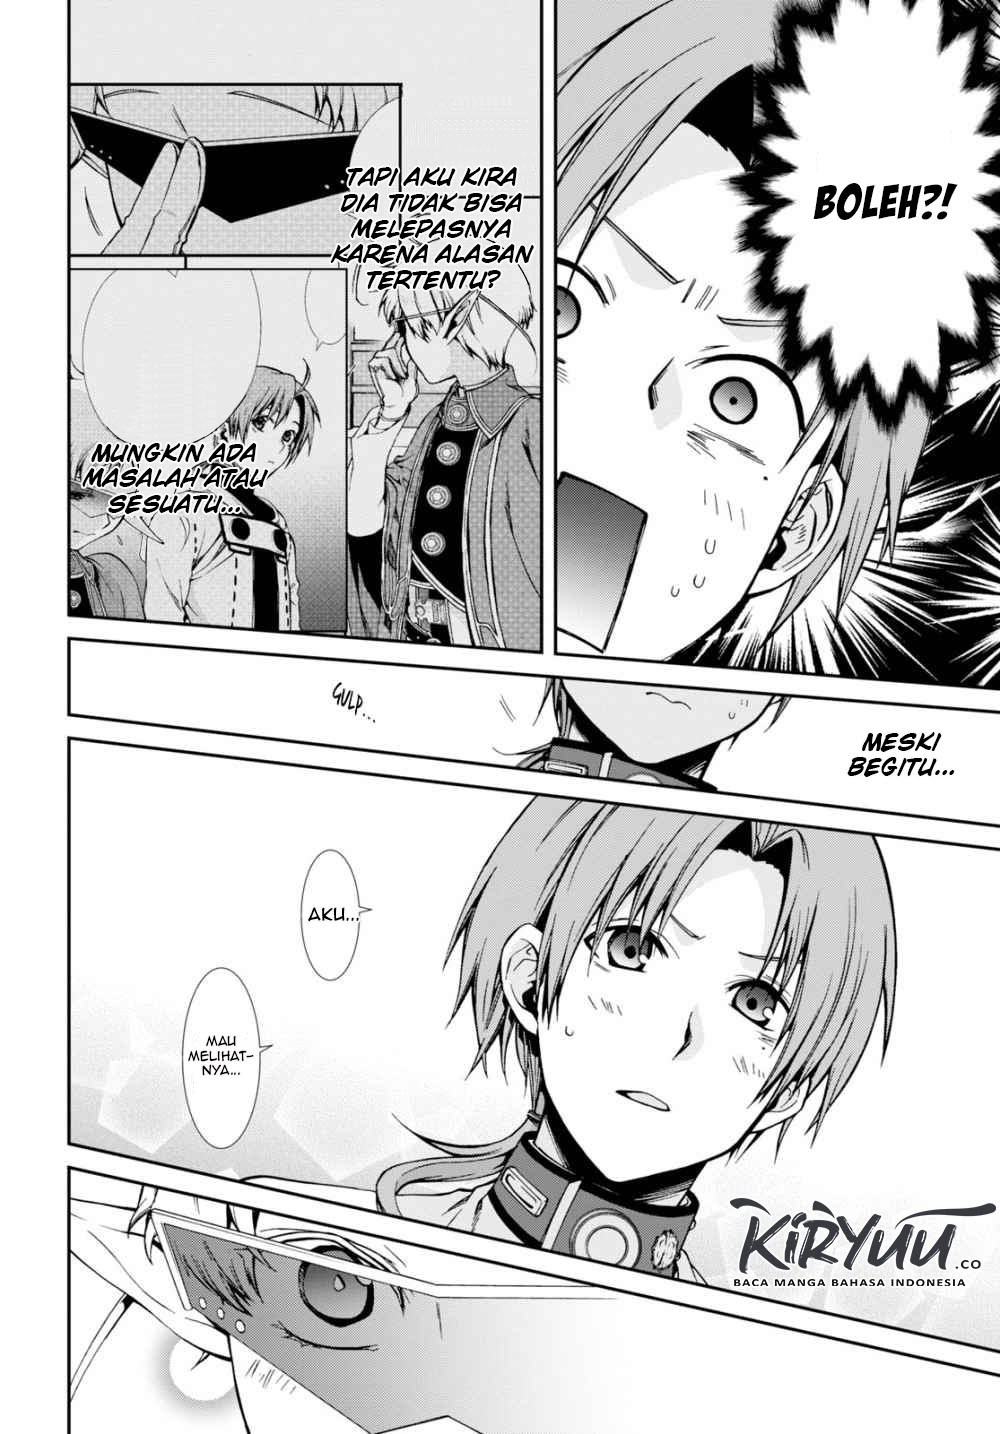 BOLEH?!
TAPI AKU KIRA
DIA TIDAK BISA
MELEPASNYA
KARENA ALASAN
TERTENTU?
MUNGKIN ADA
MASALAH ATAU
SESUATU...
GULP...
MESKI
BEGITU...
AKU...
MAU
MELIHAT-
NYA...
KIRYUU.CO
BACA MANGA BAHASA INDONESIA